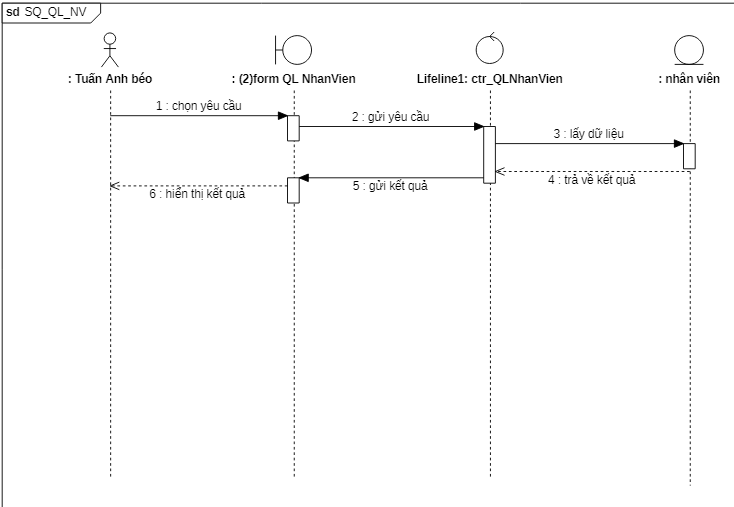 sd SQ_QL_NV
: Tuấn Anh béo
: (2)form QL NhanVien
Lifeline1: ctr_QLNhanVien
: nhân viên
1 : chọn yêu cầu
2 : gửi yêu cầu
3 : lấy dữ liệu
4 : trả về kết quả
5 : gửi kết quả
6 : hiển thị kết quả